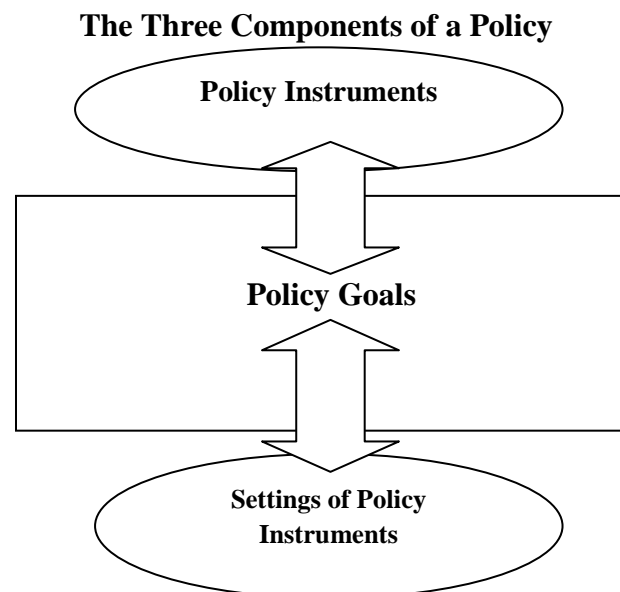 The Three Components of a Policy
Policy Instruments
Policy Goals
Settings of Policy
Instruments